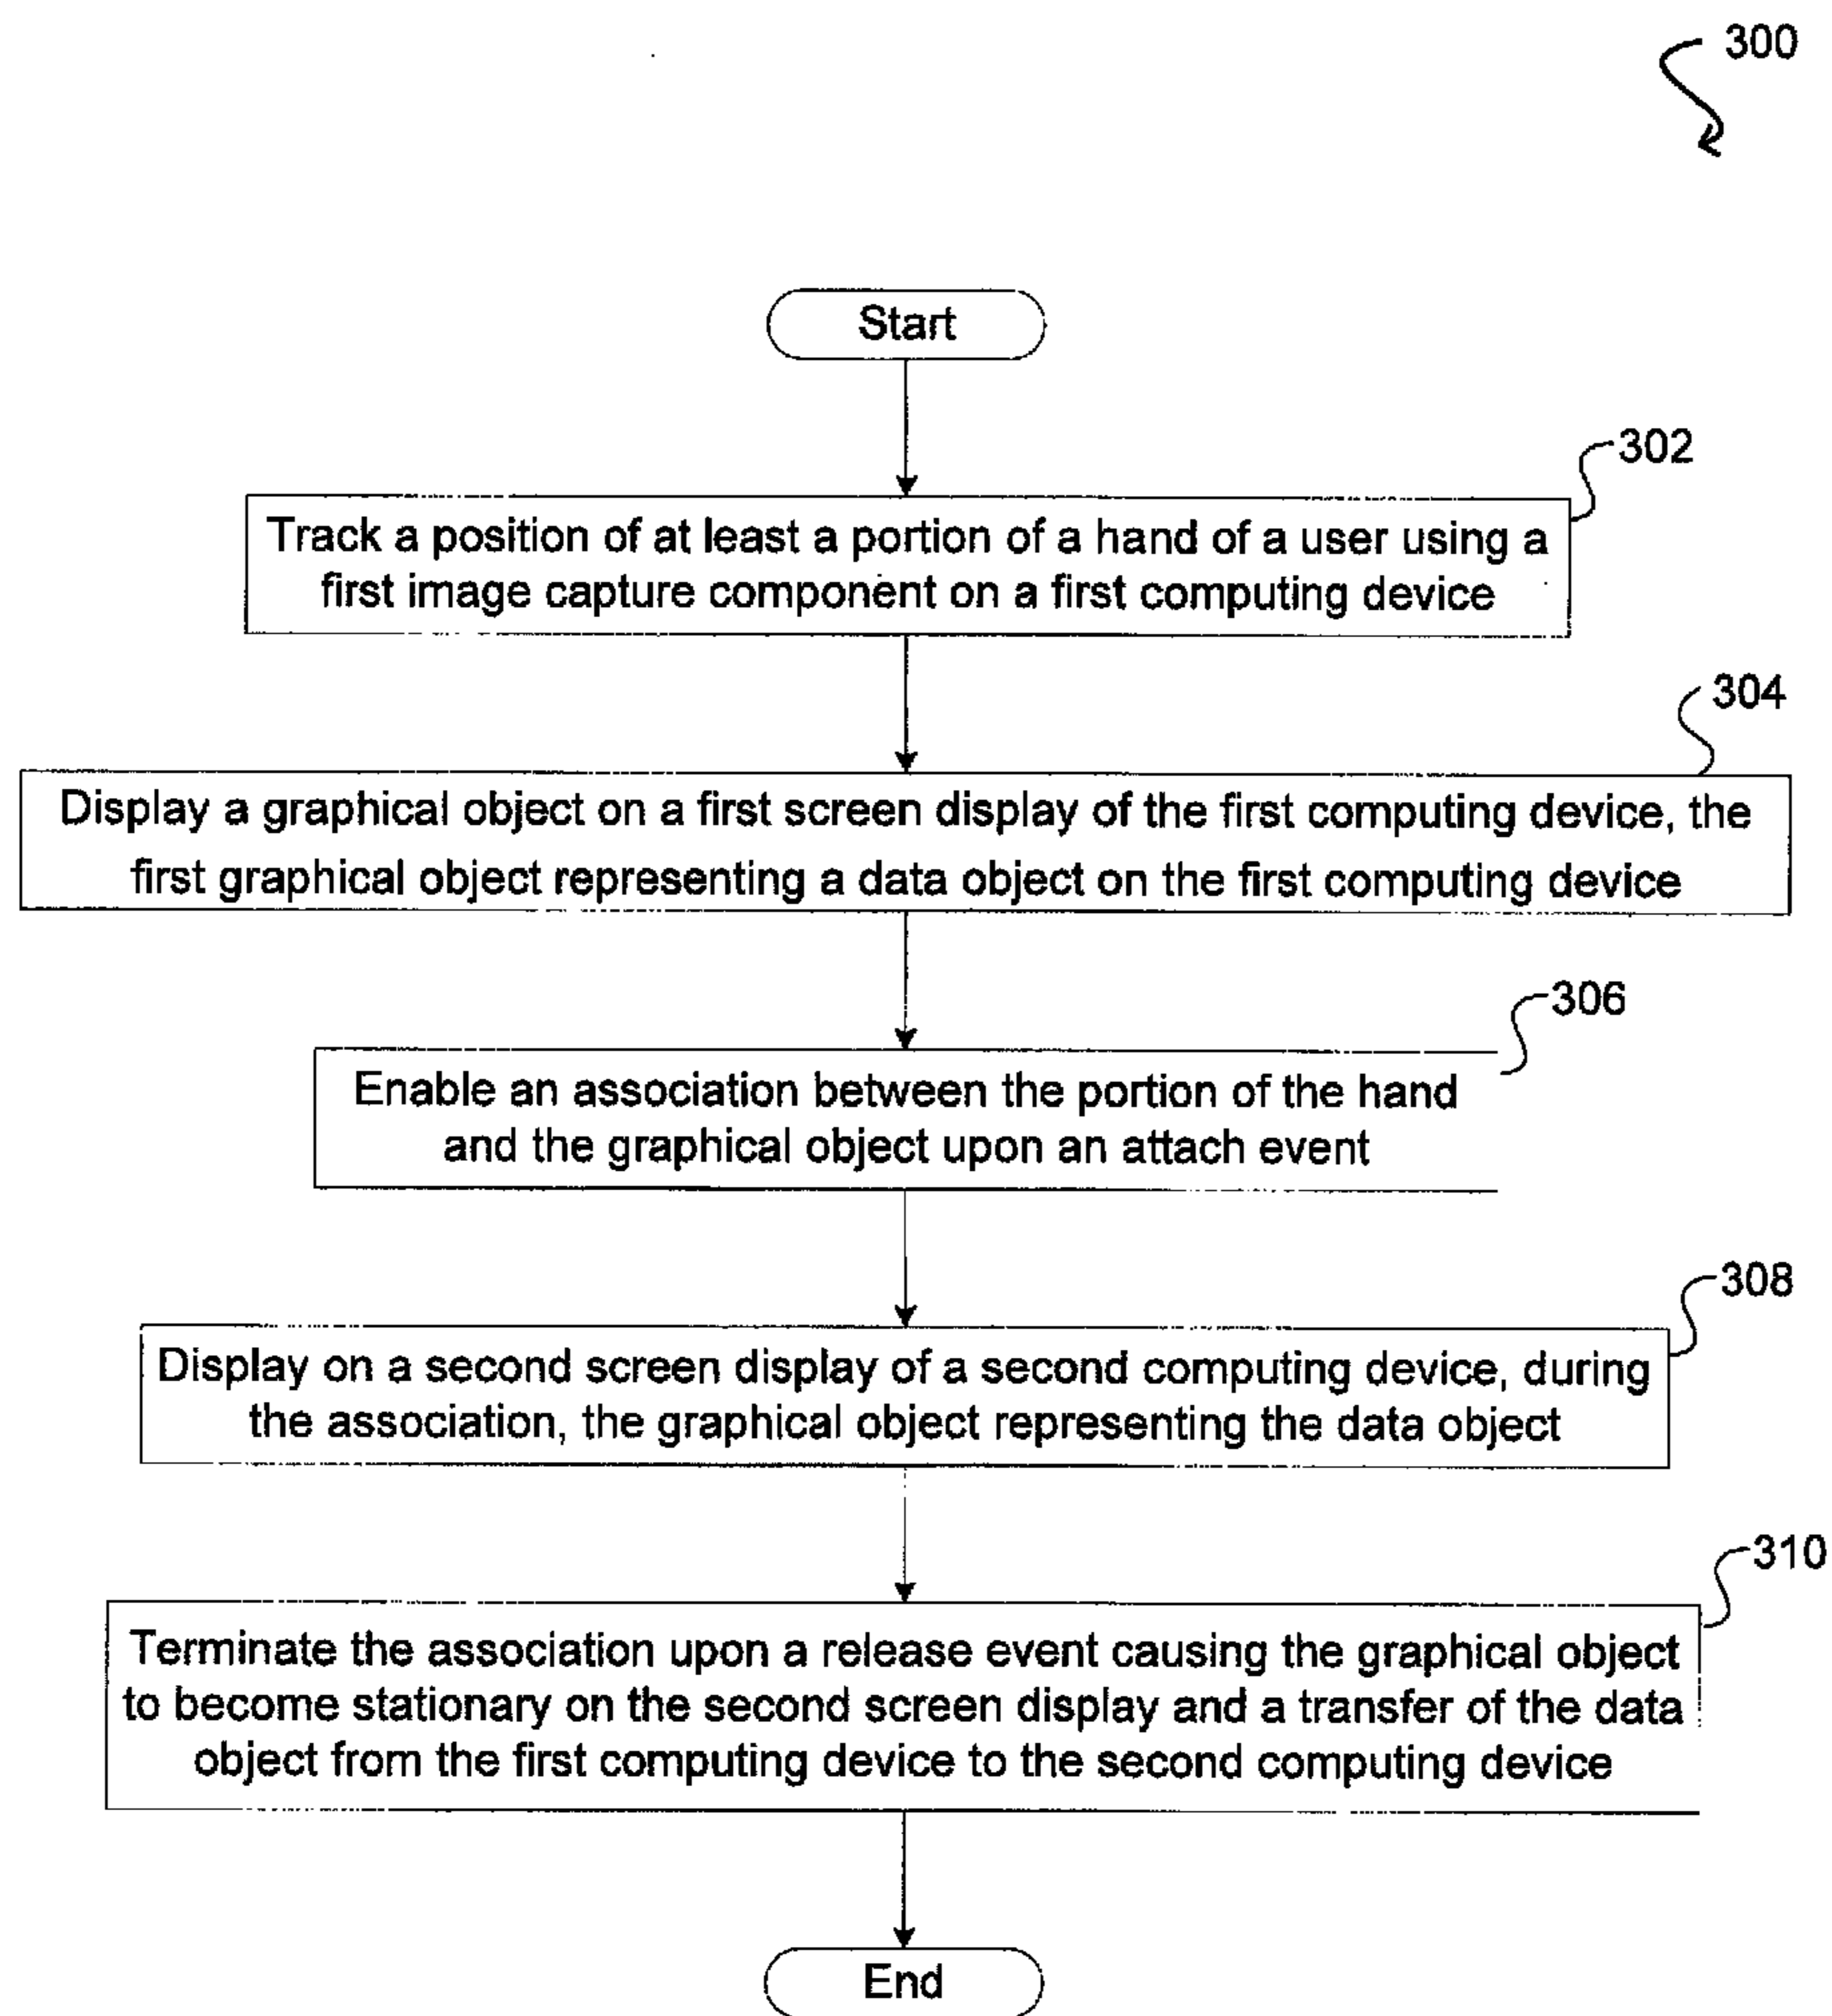 300
Start
302
Track a position of at least a portion of a hand of a user using a
first image capture component on a first computing device
304
Display a graphical object on a first screen display of the first computing device, the
first graphical object representing a data object on the first computing device
306
Enable an association between the portion of the hand
and the graphical object upon an attach event
308
Display on a second screen display of a second computing device, during
the association, the graphical object representing the data object
310
Terminate the association upon a release event causing the graphical object
to become stationary on the second screen display and a transfer of the data
object from the first computing device to the second computing device
End